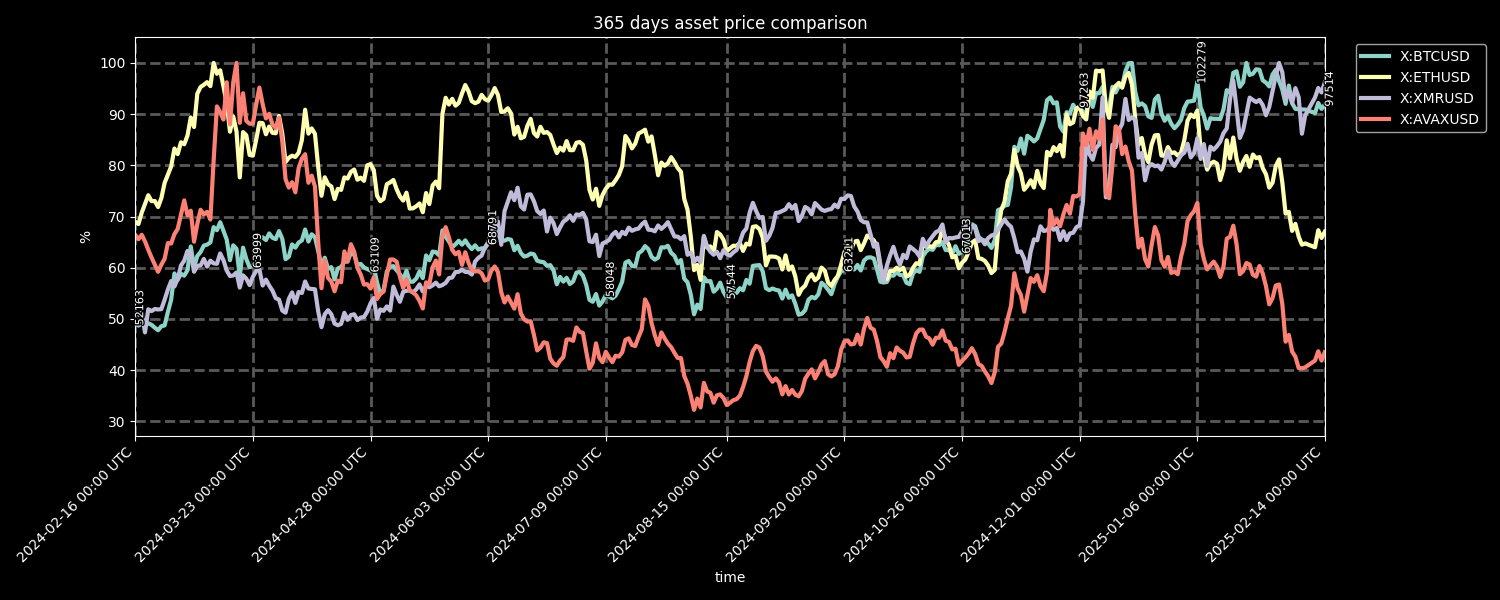 365 days asset price comparison
X:BTCUSD
X:ETHUSD
X:XMRUSD
X:AVAXUSD
%
100
90
80
70
60
50
40
30
52163
63999
63109
68791
58048
57544
63211
67013
97263
102279
97514
2024-02-16 00:00 UTC
2024-03-23 00:00 UTC
2024-04-28 00:00 UTC
2024-06-03 00:00 UTC
2024-07-09 00:00 UTC
2024-08-15 00:00 UTC
2024-09-20 00:00 UTC
2024-10-26 00:00 UTC
2024-12-01 00:00 UTC
2025-01-06 00:00 UTC
2025-02-14 00:00 UTC
time